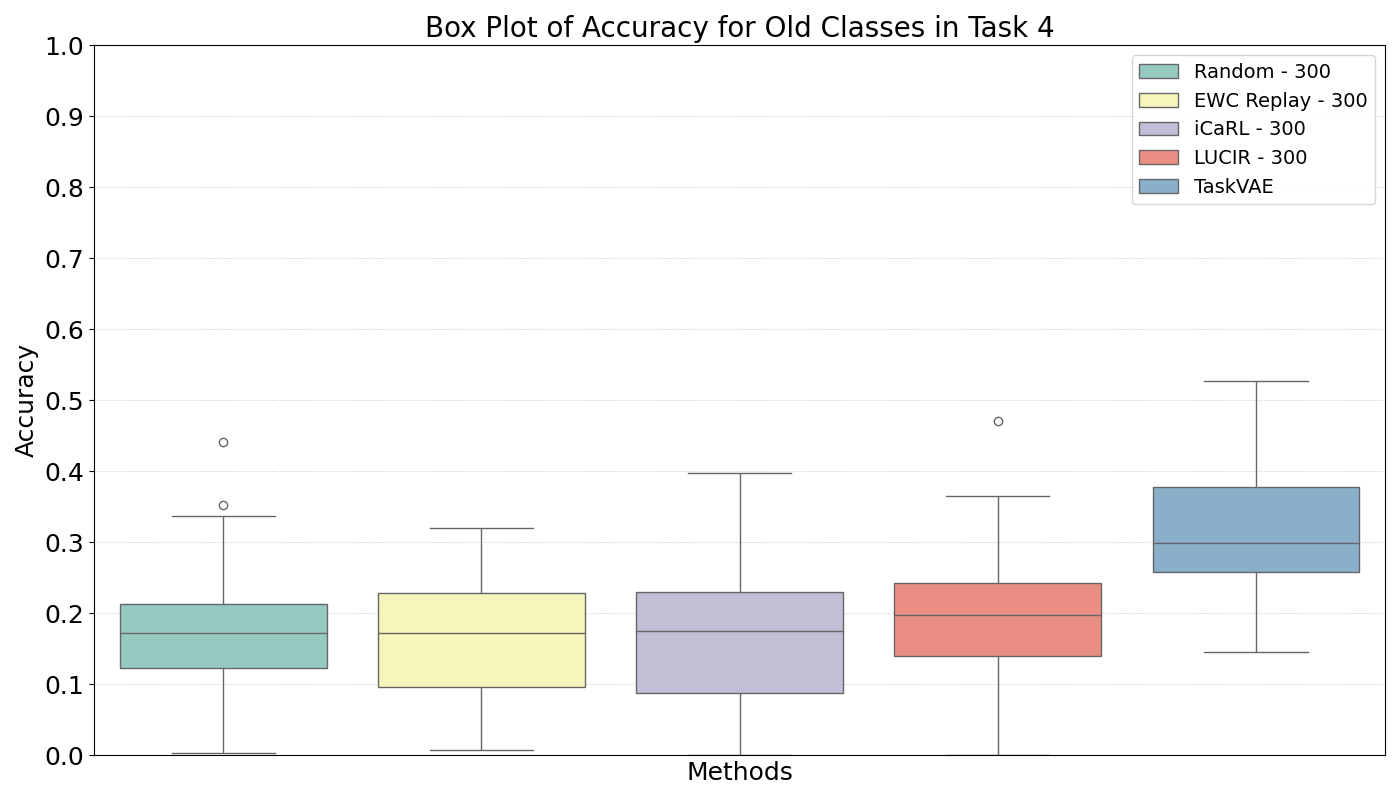 Box Plot of Accuracy for Old Classes in Task 4
1.0
0.9
0.8
0.7
0.6
0.5
0.4
0.3
0.2
0.1
0.0
Accuracy
Methods
Random - 300
EWC Replay - 300
iCaRL - 300
LUCIR - 300
TaskVAE